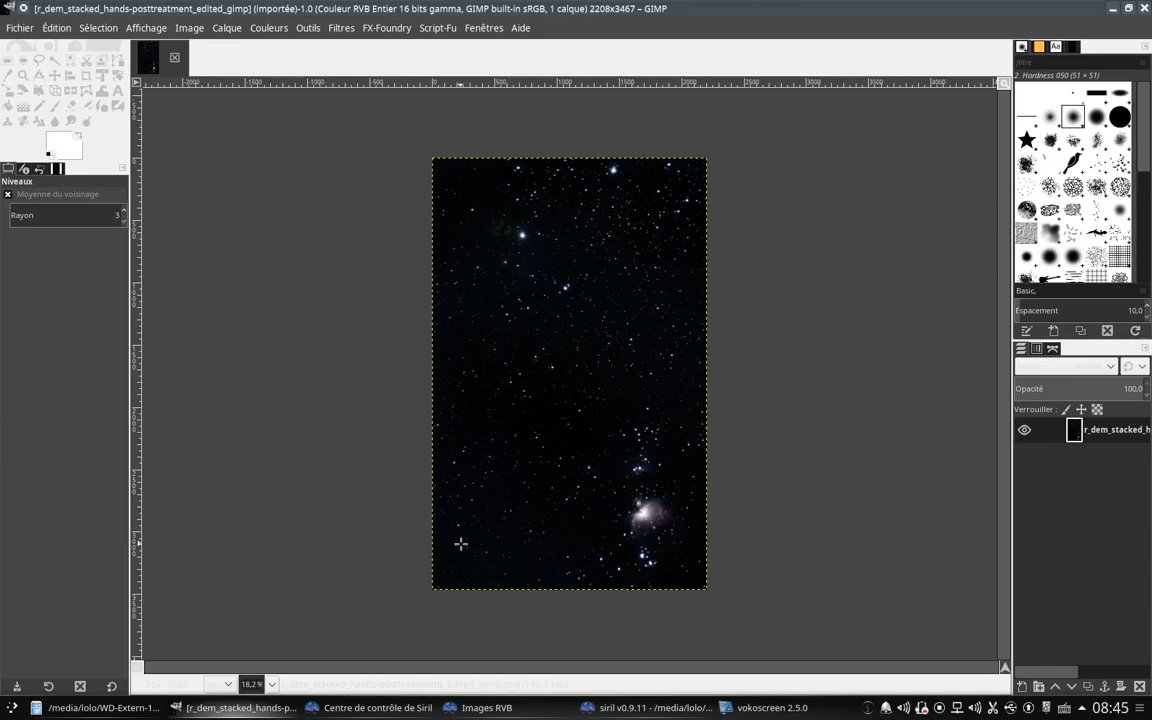 [r_dem_stacked_hands-posttreatment_edited_gimp] (importée)-1.0 (Couleur RVB Entier 16 bits gamma, GIMP built-in sRGB, 1 calque) 2208x3467 – GIMP
Fichier Édition Sélection Affichage Image Calque Couleurs Outils Filtres FX-Foundry Script-Fu Fenêtres Aide
filtre
2. Hardness 050 (51 × 51)
Niveaux
Moyenne du voisinage
Rayon 3
Basic,
Espacement 10,0
Opacité 100,0
Verrouiller :
r_dem_stacked_h
18,2 %
/media/lolo/WD-Extern-1... [r_dem_stacked_hands-p... Centre de contrôle de Siril Images RVB siril v0.9.11 - /media/lolo/... vokoscreen 2.5.0 08:45